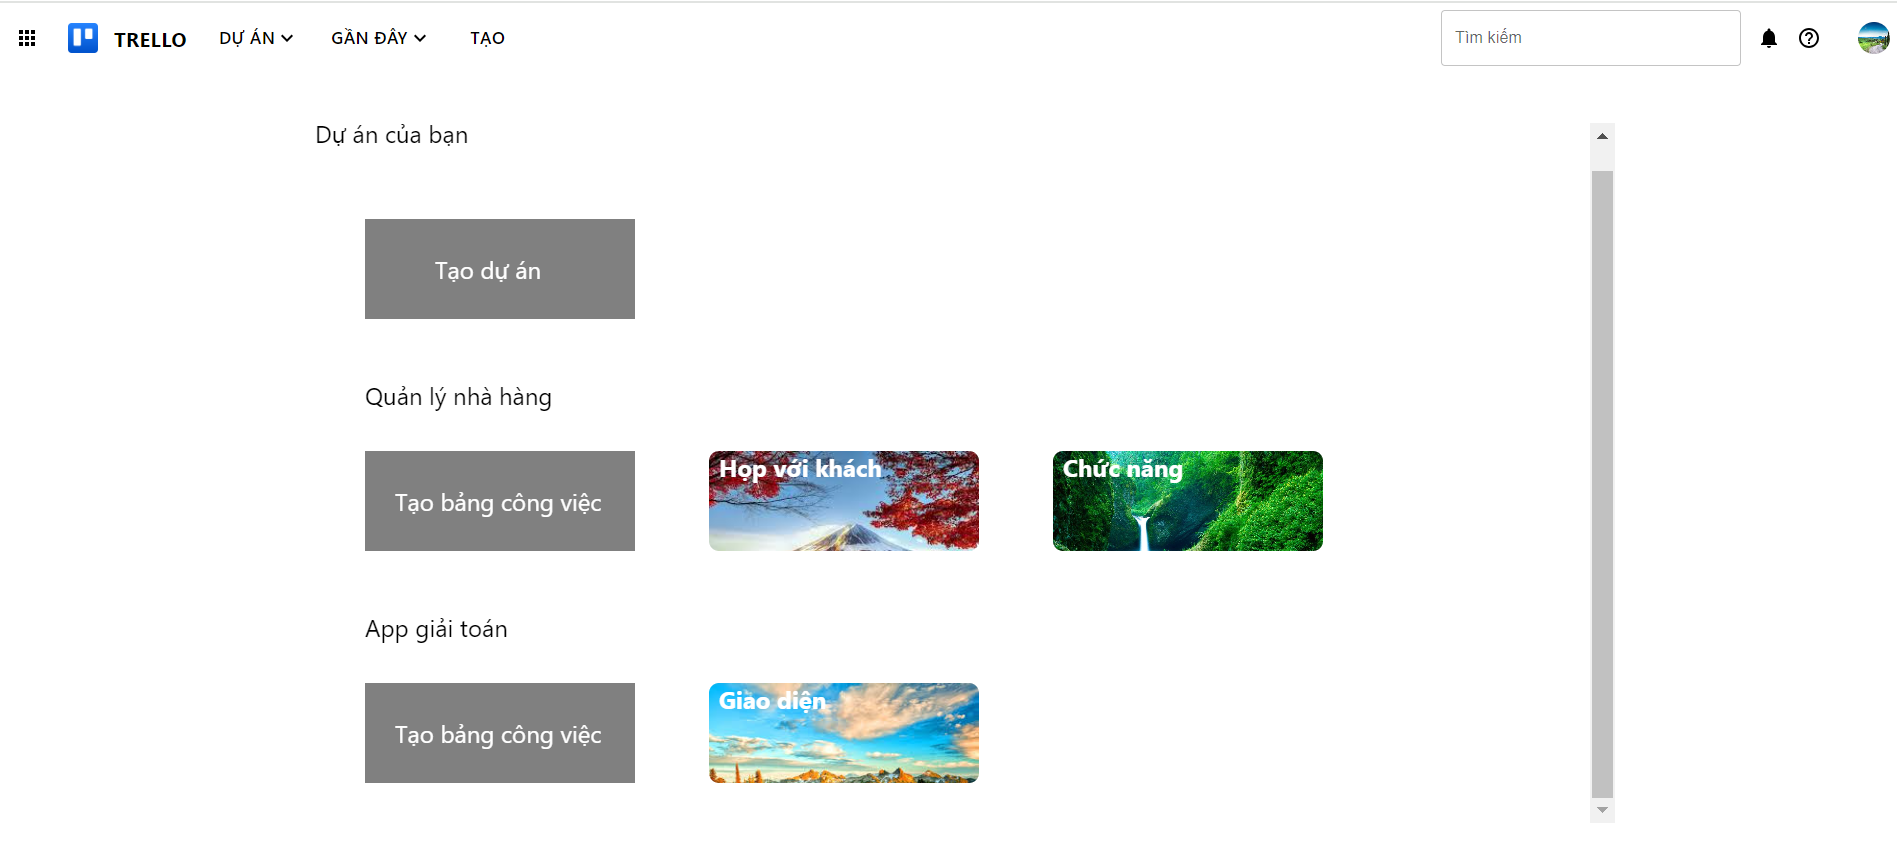 TRELLO DỰ ÁN GẦN ĐÂY TẠO Tìm kiếm
Dự án của bạn
Tạo dự án
Quản lý nhà hàng
Tạo bảng công việc Họp với khách Chức năng
App giải toán
Tạo bảng công việc Giao diện